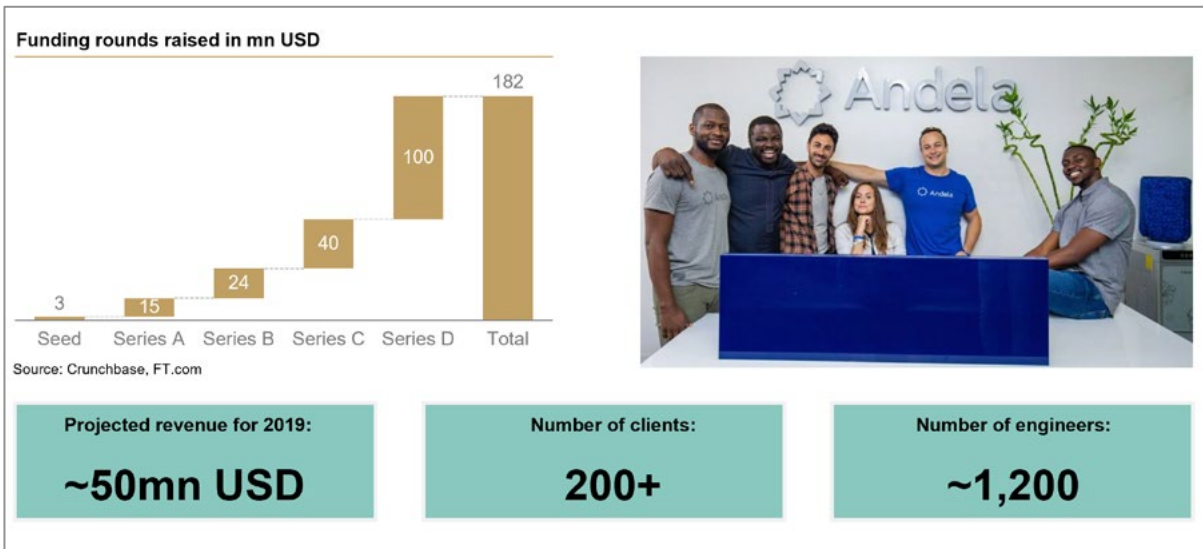 Funding rounds raised in mn USD
182
100
40
24
15
3
Seed Series A Series B Series C Series D Total
Source: Crunchbase, FT.com
Andela
Andela
Projected revenue for 2019:
~50mn USD
Number of clients:
200+
Number of engineers:
~1,200